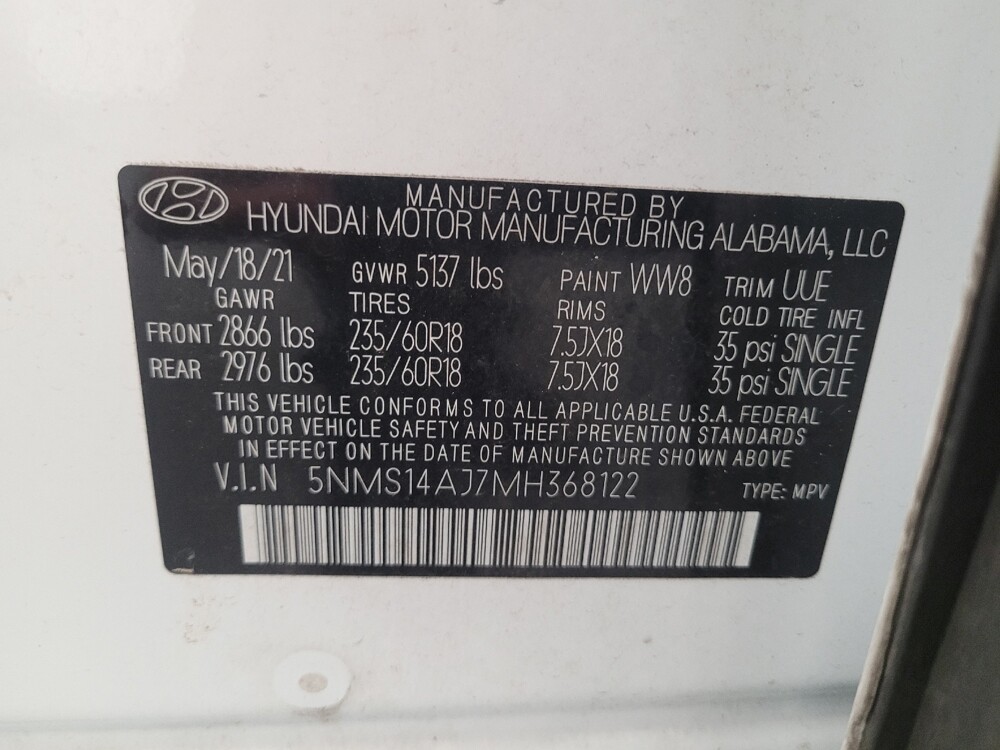 MANUFACTURED BY
HYUNDAI MOTOR MANUFACTURING ALABAMA, LLC
May/18/21 GVWR 5137 lbs PAINT WW8 TRIM UUE
GAWR TIRES RIMS COLD TIRE INFL
FRONT 2866 lbs 235/60R18 7.5JX18 35 psi SINGLE
REAR 2976 lbs 235/60R18 7.5JX18 35 psi SINGLE
THIS VEHICLE CONFORMS TO ALL APPLICABLE U.S.A. FEDERAL
MOTOR VEHICLE SAFETY AND THEFT PREVENTION STANDARDS
IN EFFECT ON THE DATE OF MANUFACTURE SHOWN ABOVE
V.I.N 5NMS14AJ7MH368122 TYPE: MPV